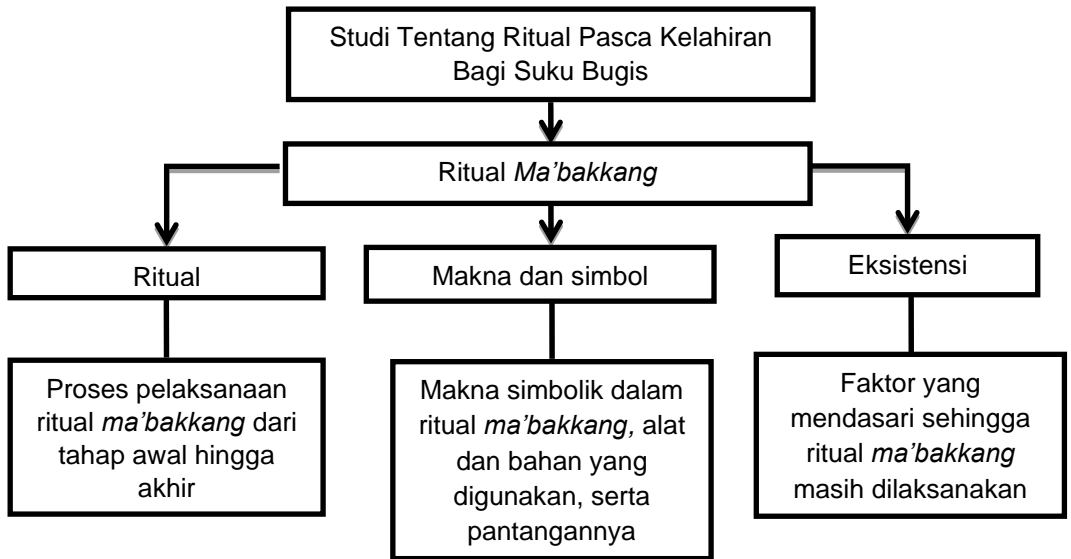 Studi Tentang Ritual Pasca Kelahiran
Bagi Suku Bugis
Ritual Ma’bakkang
Ritual
Makna dan simbol
Eksistensi
Proses pelaksanaan
ritual ma’bakkang dari
tahap awal hingga
akhir
Makna simbolik dalam
ritual ma’bakkang, alat
dan bahan yang
digunakan, serta
pantangannya
Faktor yang
mendasari sehingga
ritual ma’bakkang
masih dilaksanakan